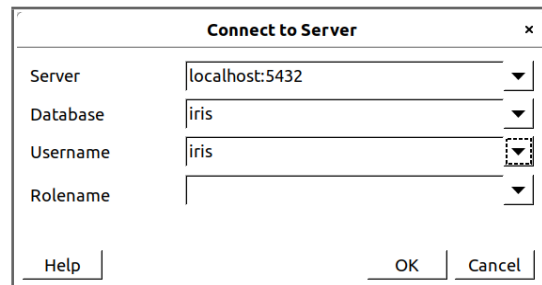 Connect to Server ×
Server localhost:5432
Database iris
Username iris
Rolename
Help OK Cancel